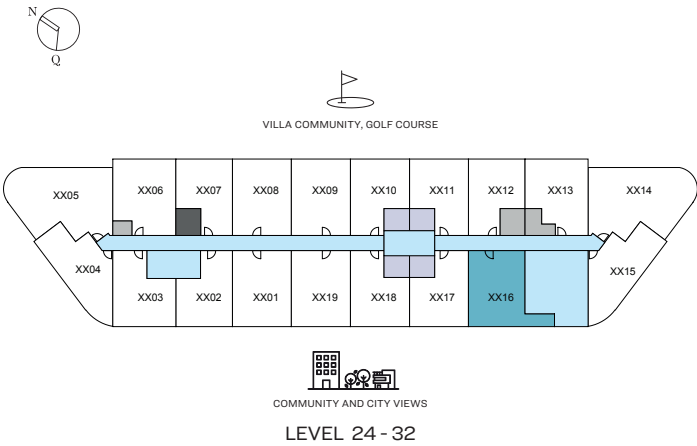 N
Q
VILLA COMMUNITY, GOLF COURSE
XX05
XX06
XX07
XX08
XX09
XX10
XX11
XX12
XX13
XX14
XX04
XX03
XX02
XX01
XX19
XX18
XX17
XX16
XX15
COMMUNITY AND CITY VIEWS
LEVEL 24 - 32